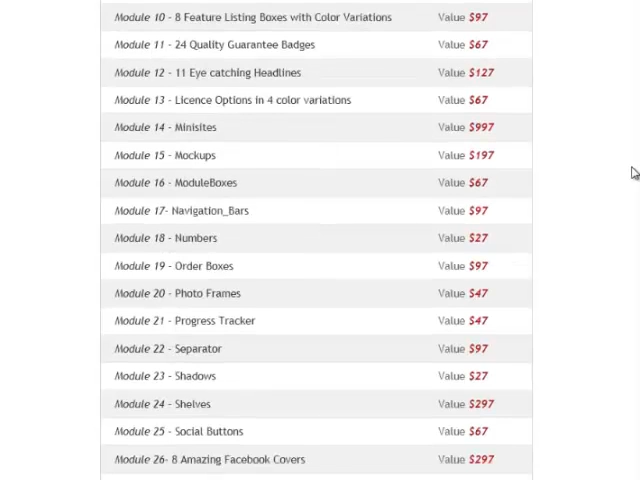 Module 10 - 8 Feature Listing Boxes with Color Variations Value $97
Module 11 - 24 Quality Guarantee Badges Value $67
Module 12 - 11 Eye catching Headlines Value $127
Module 13 - Licence Options in 4 color variations Value $67
Module 14 - Minisites Value $997
Module 15 - Mockups Value $197
Module 16 - ModuleBoxes Value $67
Module 17- Navigation_Bars Value $97
Module 18 - Numbers Value $27
Module 19 - Order Boxes Value $97
Module 20 - Photo Frames Value $47
Module 21 - Progress Tracker Value $47
Module 22 - Separator Value $97
Module 23 - Shadows Value $27
Module 24 - Shelves Value $297
Module 25 - Social Buttons Value $67
Module 26- 8 Amazing Facebook Covers Value $297